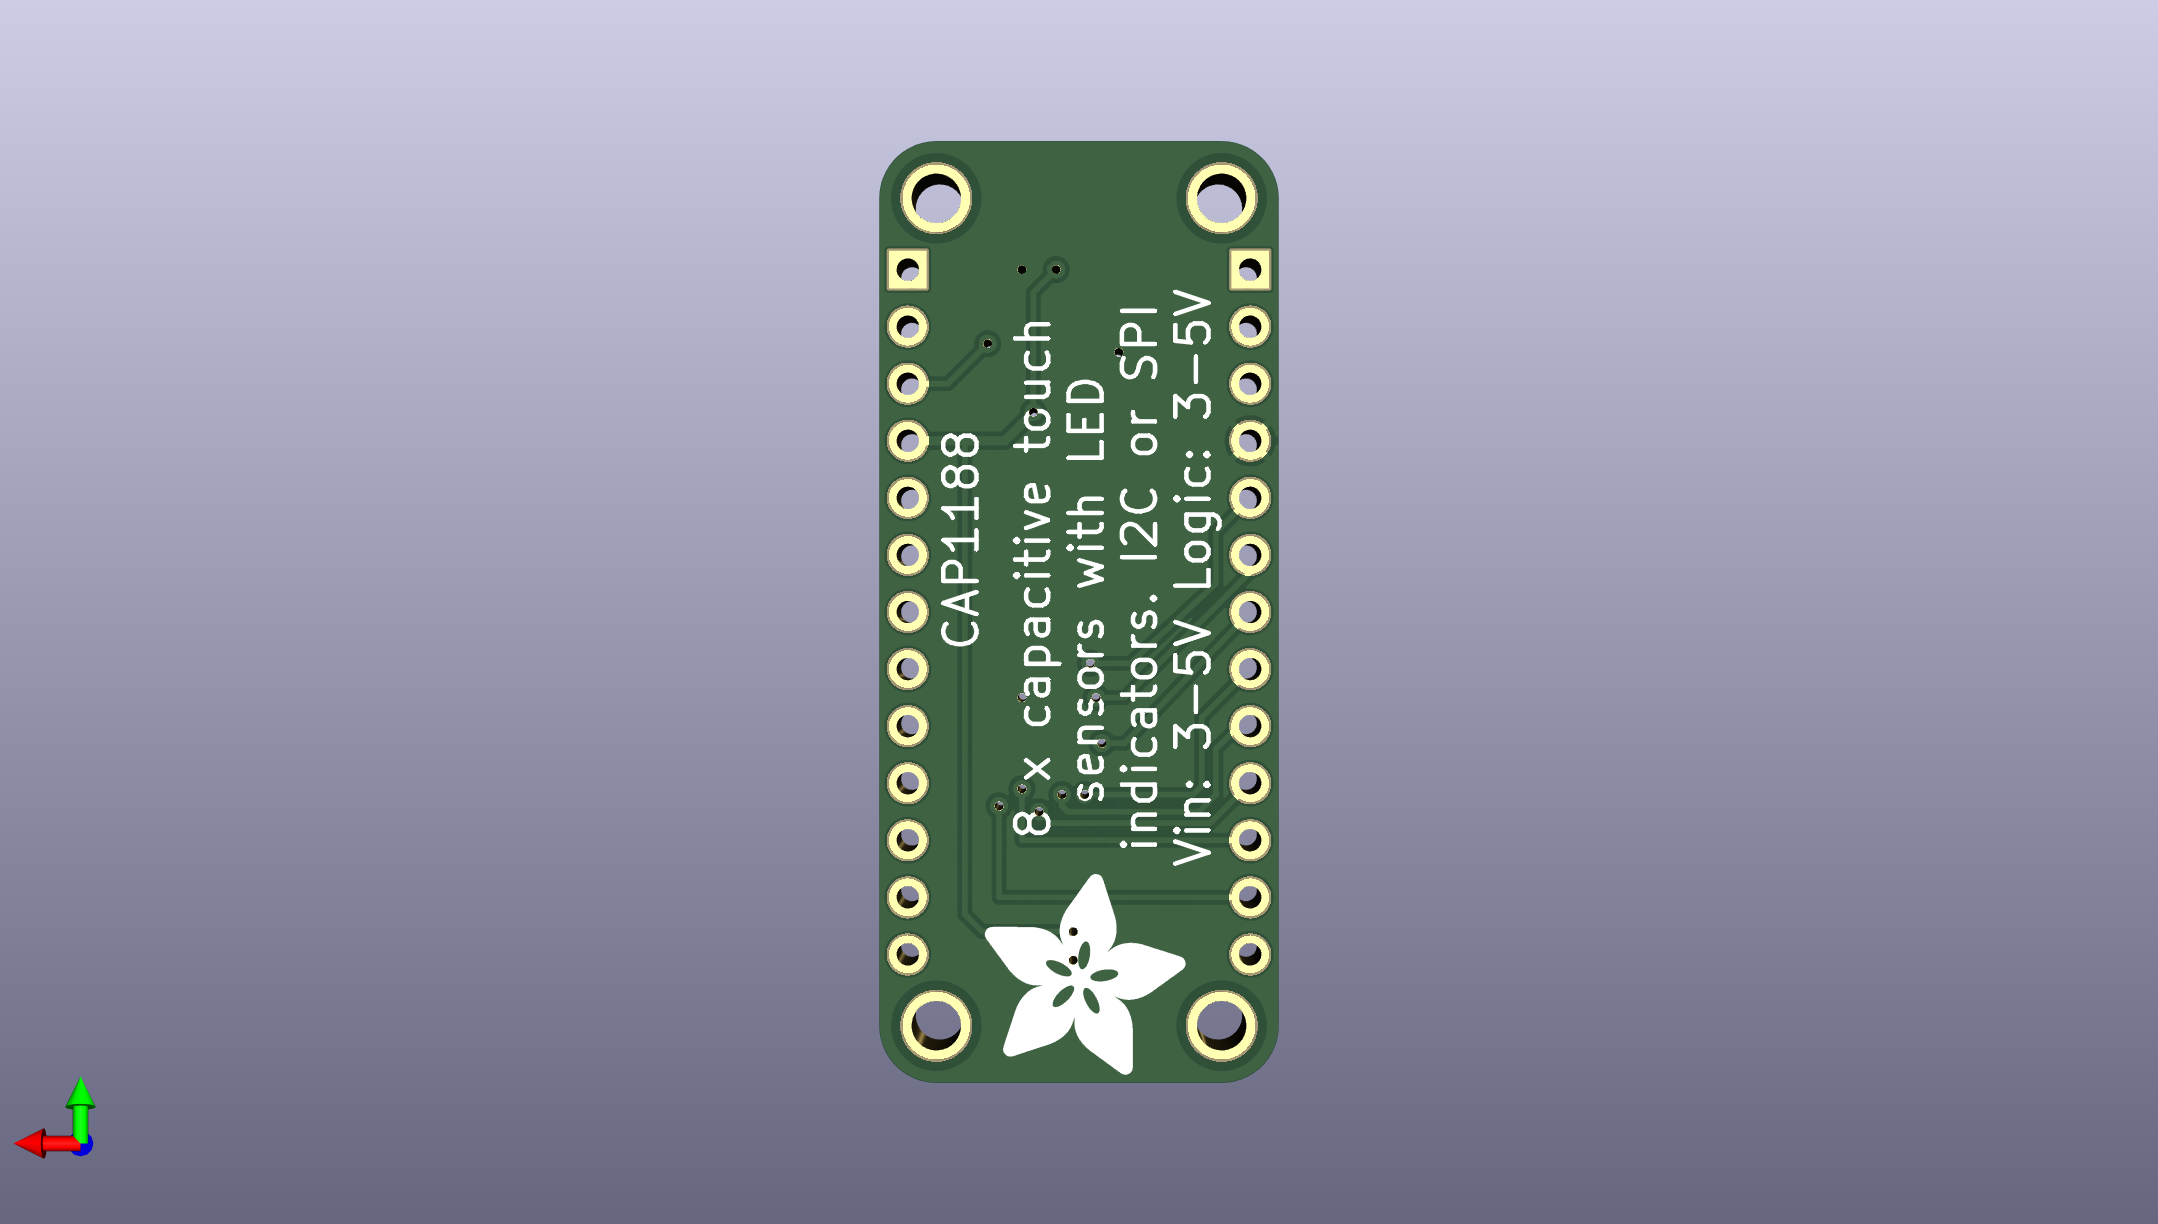 CAP1188
8 x capacitive touch
sensors with LED
indicators. I2C or SPI
Vin: 3-5V Logic: 3-5V